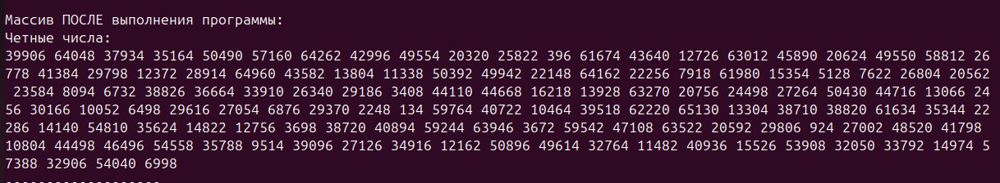 Массив ПОСЛЕ выполнения программы:
Четные числа:
39906 64048 37934 35164 50490 57160 64262 42996 49554 20320 25822 396 61674 43640 12726 63012 45890 20624 49550 58812 26
778 41384 29798 12372 28914 64960 43582 13804 11338 50392 49942 22148 64162 22256 7918 61980 15354 5128 7622 26804 20562
23584 8094 6732 38826 36664 33910 26340 29186 3408 44110 44668 16218 13928 63270 20756 24498 27264 50430 44716 13066 24
56 30166 10052 6498 29616 27054 6876 29370 2248 134 59764 40722 10464 39518 62220 65130 13304 38710 38820 61634 35344 22
286 14140 54810 35624 14822 12756 3698 38720 40894 59244 63946 3672 59542 47108 63522 20592 29806 924 27002 48520 41798
10804 44498 46496 54558 35788 9514 39096 27126 34916 12162 50896 49614 32764 11482 40936 15526 53908 32050 33792 14974 5
7388 32906 54040 6998
-------------------